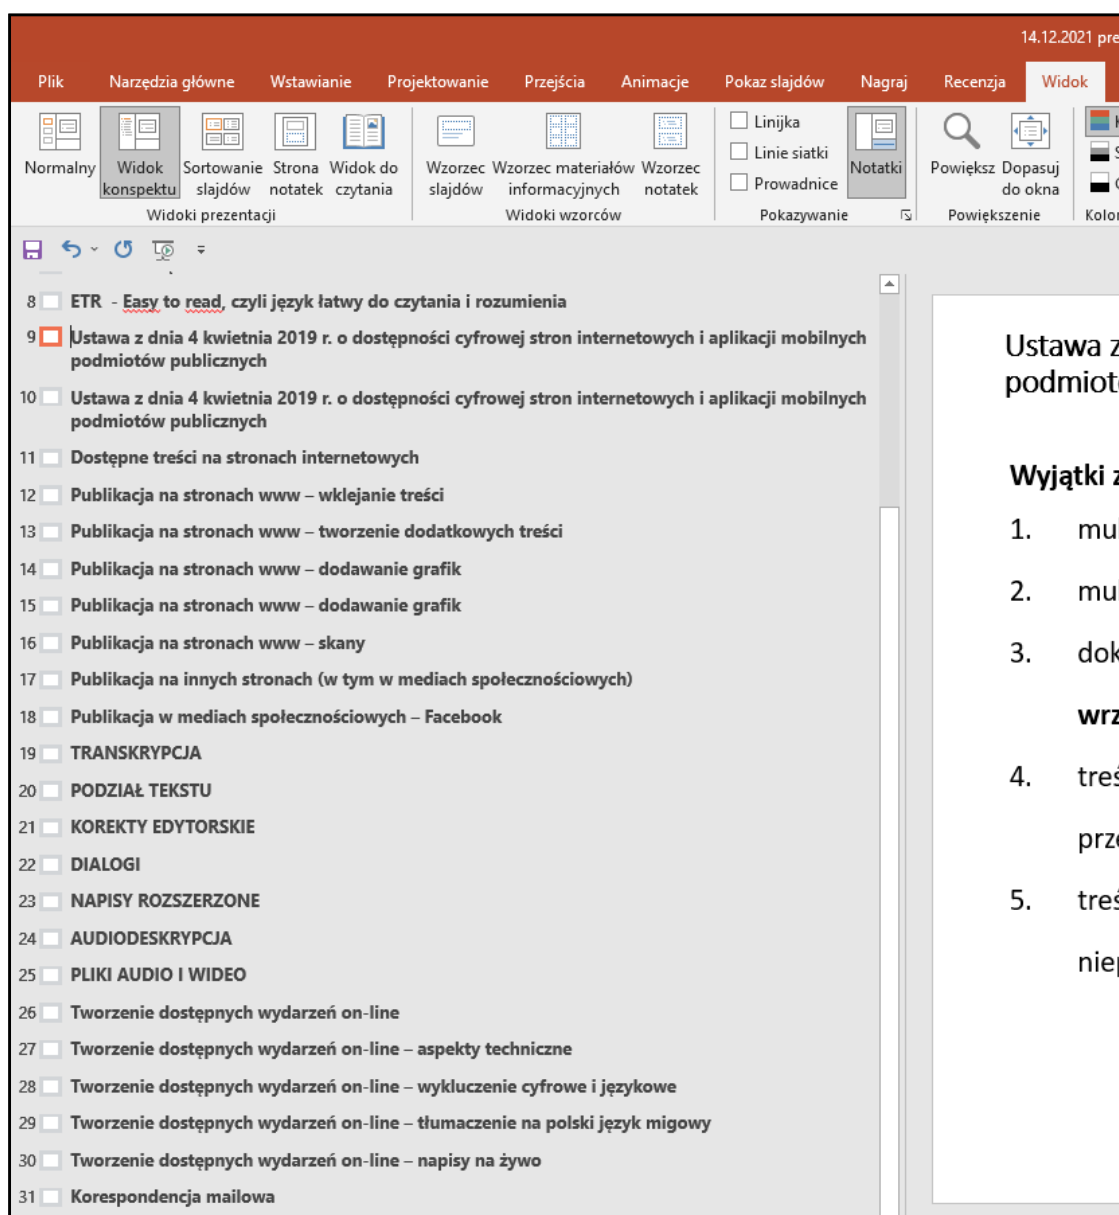 14.12.2021 pre
Plik Narzędzia główne Wstawianie Projektowanie Przejścia Animacje Pokaz slajdów Nagraj Recenzja Widok
Normalny Widok konspektu Sortowanie slajdów Strona notatek Widok do czytania
Widoki prezentacji
Wzorzec slajdów Wzorzec materiałów informacyjnych Wzorzec notatek
Widoki wzorców
Linijka
Linie siatki
Prowadnice
Pokazywanie
Notatki
Powiększ Dopasuj do okna
Powiększenie
Kolor
8 ETR - Easy to read, czyli język łatwy do czytania i rozumienia
9 Ustawa z dnia 4 kwietnia 2019 r. o dostępności cyfrowej stron internetowych i aplikacji mobilnych
podmiotów publicznych
10 Ustawa z dnia 4 kwietnia 2019 r. o dostępności cyfrowej stron internetowych i aplikacji mobilnych
podmiotów publicznych
11 Dostępne treści na stronach internetowych
12 Publikacja na stronach www – wklejanie treści
13 Publikacja na stronach www – tworzenie dodatkowych treści
14 Publikacja na stronach www – dodawanie grafik
15 Publikacja na stronach www – dodawanie grafik
16 Publikacja na stronach www – skany
17 Publikacja na innych stronach (w tym w mediach społecznościowych)
18 Publikacja w mediach społecznościowych – Facebook
19 TRANSKRYPCJA
20 PODZIAŁ TEKSTU
21 KOREKTY EDYTORSKIE
22 DIALOGI
23 NAPISY ROZSZERZONE
24 AUDIODESKRYPCJA
25 PLIKI AUDIO I WIDEO
26 Tworzenie dostępnych wydarzeń on-line
27 Tworzenie dostępnych wydarzeń on-line – aspekty techniczne
28 Tworzenie dostępnych wydarzeń on-line – wykluczenie cyfrowe i językowe
29 Tworzenie dostępnych wydarzeń on-line – tłumaczenie na polski język migowy
30 Tworzenie dostępnych wydarzeń on-line – napisy na żywo
31 Korespondencja mailowa
Ustawa z
podmiot
Wyjątki z
1. mul
2. mul
3. dok
wrz
4. treś
prze
5. treś
niep